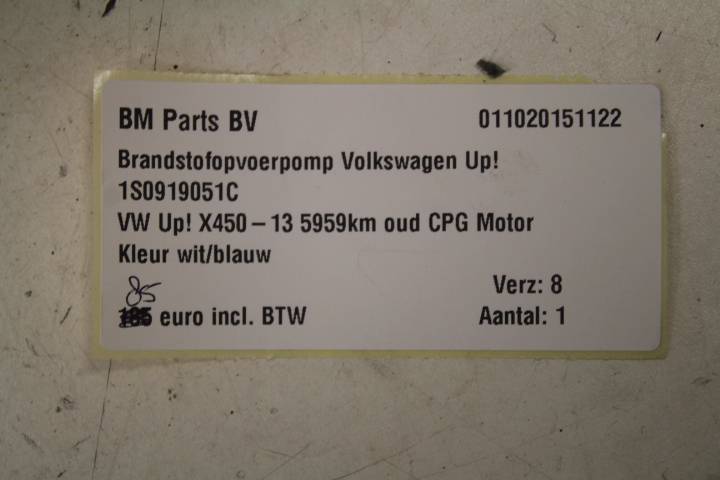 BM Parts BV 011020151122
Brandstofopvoerpomp Volkswagen Up!
1S0919051C
VW Up! X450 – 13 5959km oud CPG Motor
Kleur wit/blauw
85 Verz: 8
euro incl. BTW Aantal: 1